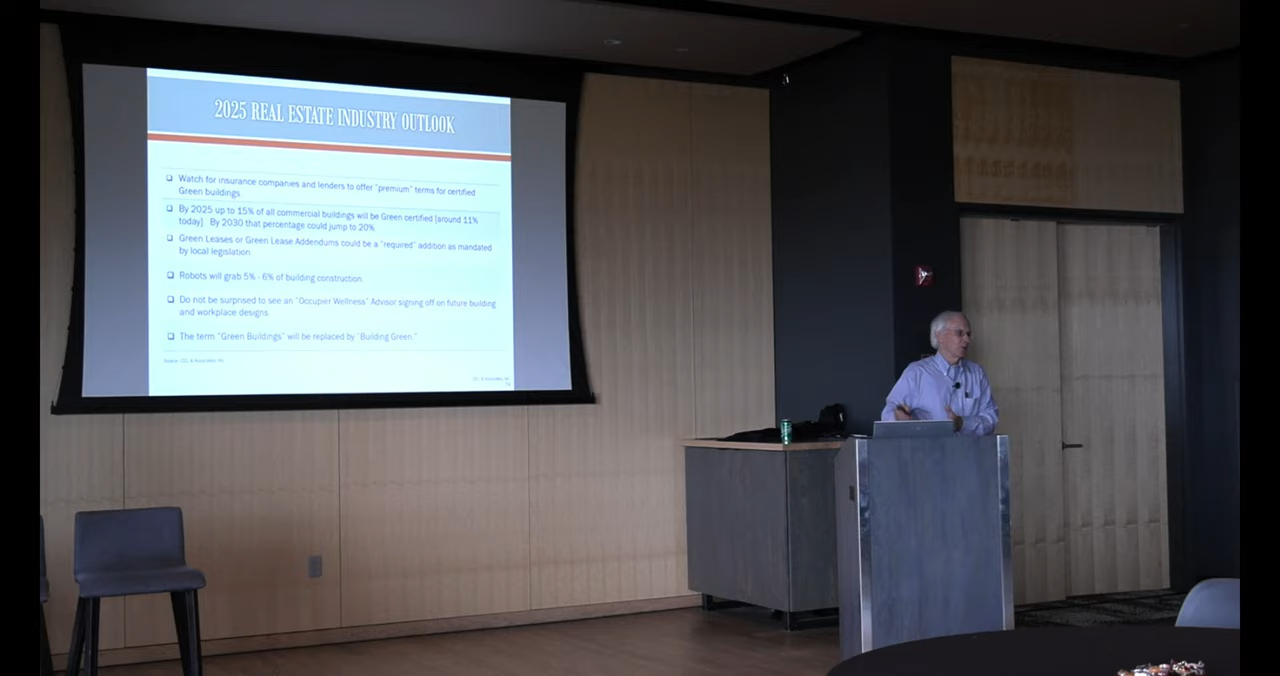 2025 REAL ESTATE INDUSTRY OUTLOOK
❑ Watch for insurance companies and lenders to offer "premium" terms for certified
Green buildings.
❑ By 2025 up to 15% of all commercial buildings will be Green certified [around 11%
today]. By 2030 that percentage could jump to 20%
❑ Green Leases or Green Lease Addendums could be a "required" addition as mandated
by local legislation.
❑ Robots will grab 5% - 6% of building construction.
❑ Do not be surprised to see an "Occupier Wellness" Advisor signing off on future building
and workplace designs.
❑ The term "Green Buildings" will be replaced by "Building Green."